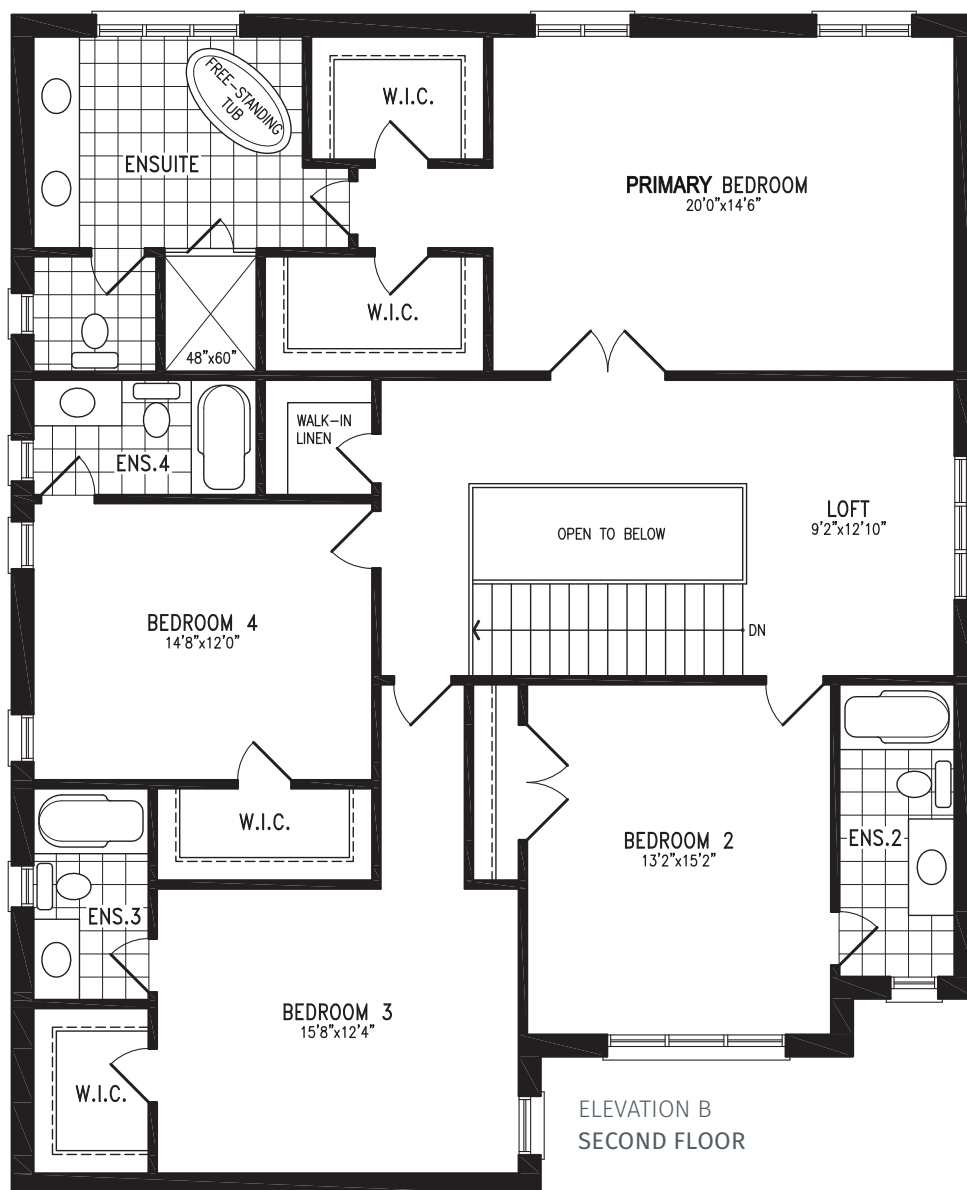 FREE-STANDING
TUB
W.I.C.
ENSUITE
PRIMARY BEDROOM
20'0"x14'6"
W.I.C.
48"x60"
WALK-IN
LINEN
ENS.4
LOFT
9'2"x12'10"
OPEN TO BELOW
BEDROOM 4
14'8"x12'0"
DN
W.I.C.
BEDROOM 2
13'2"x15'2"
ENS.2
ENS.3
BEDROOM 3
15'8"x12'4"
W.I.C.
ELEVATION B
SECOND FLOOR